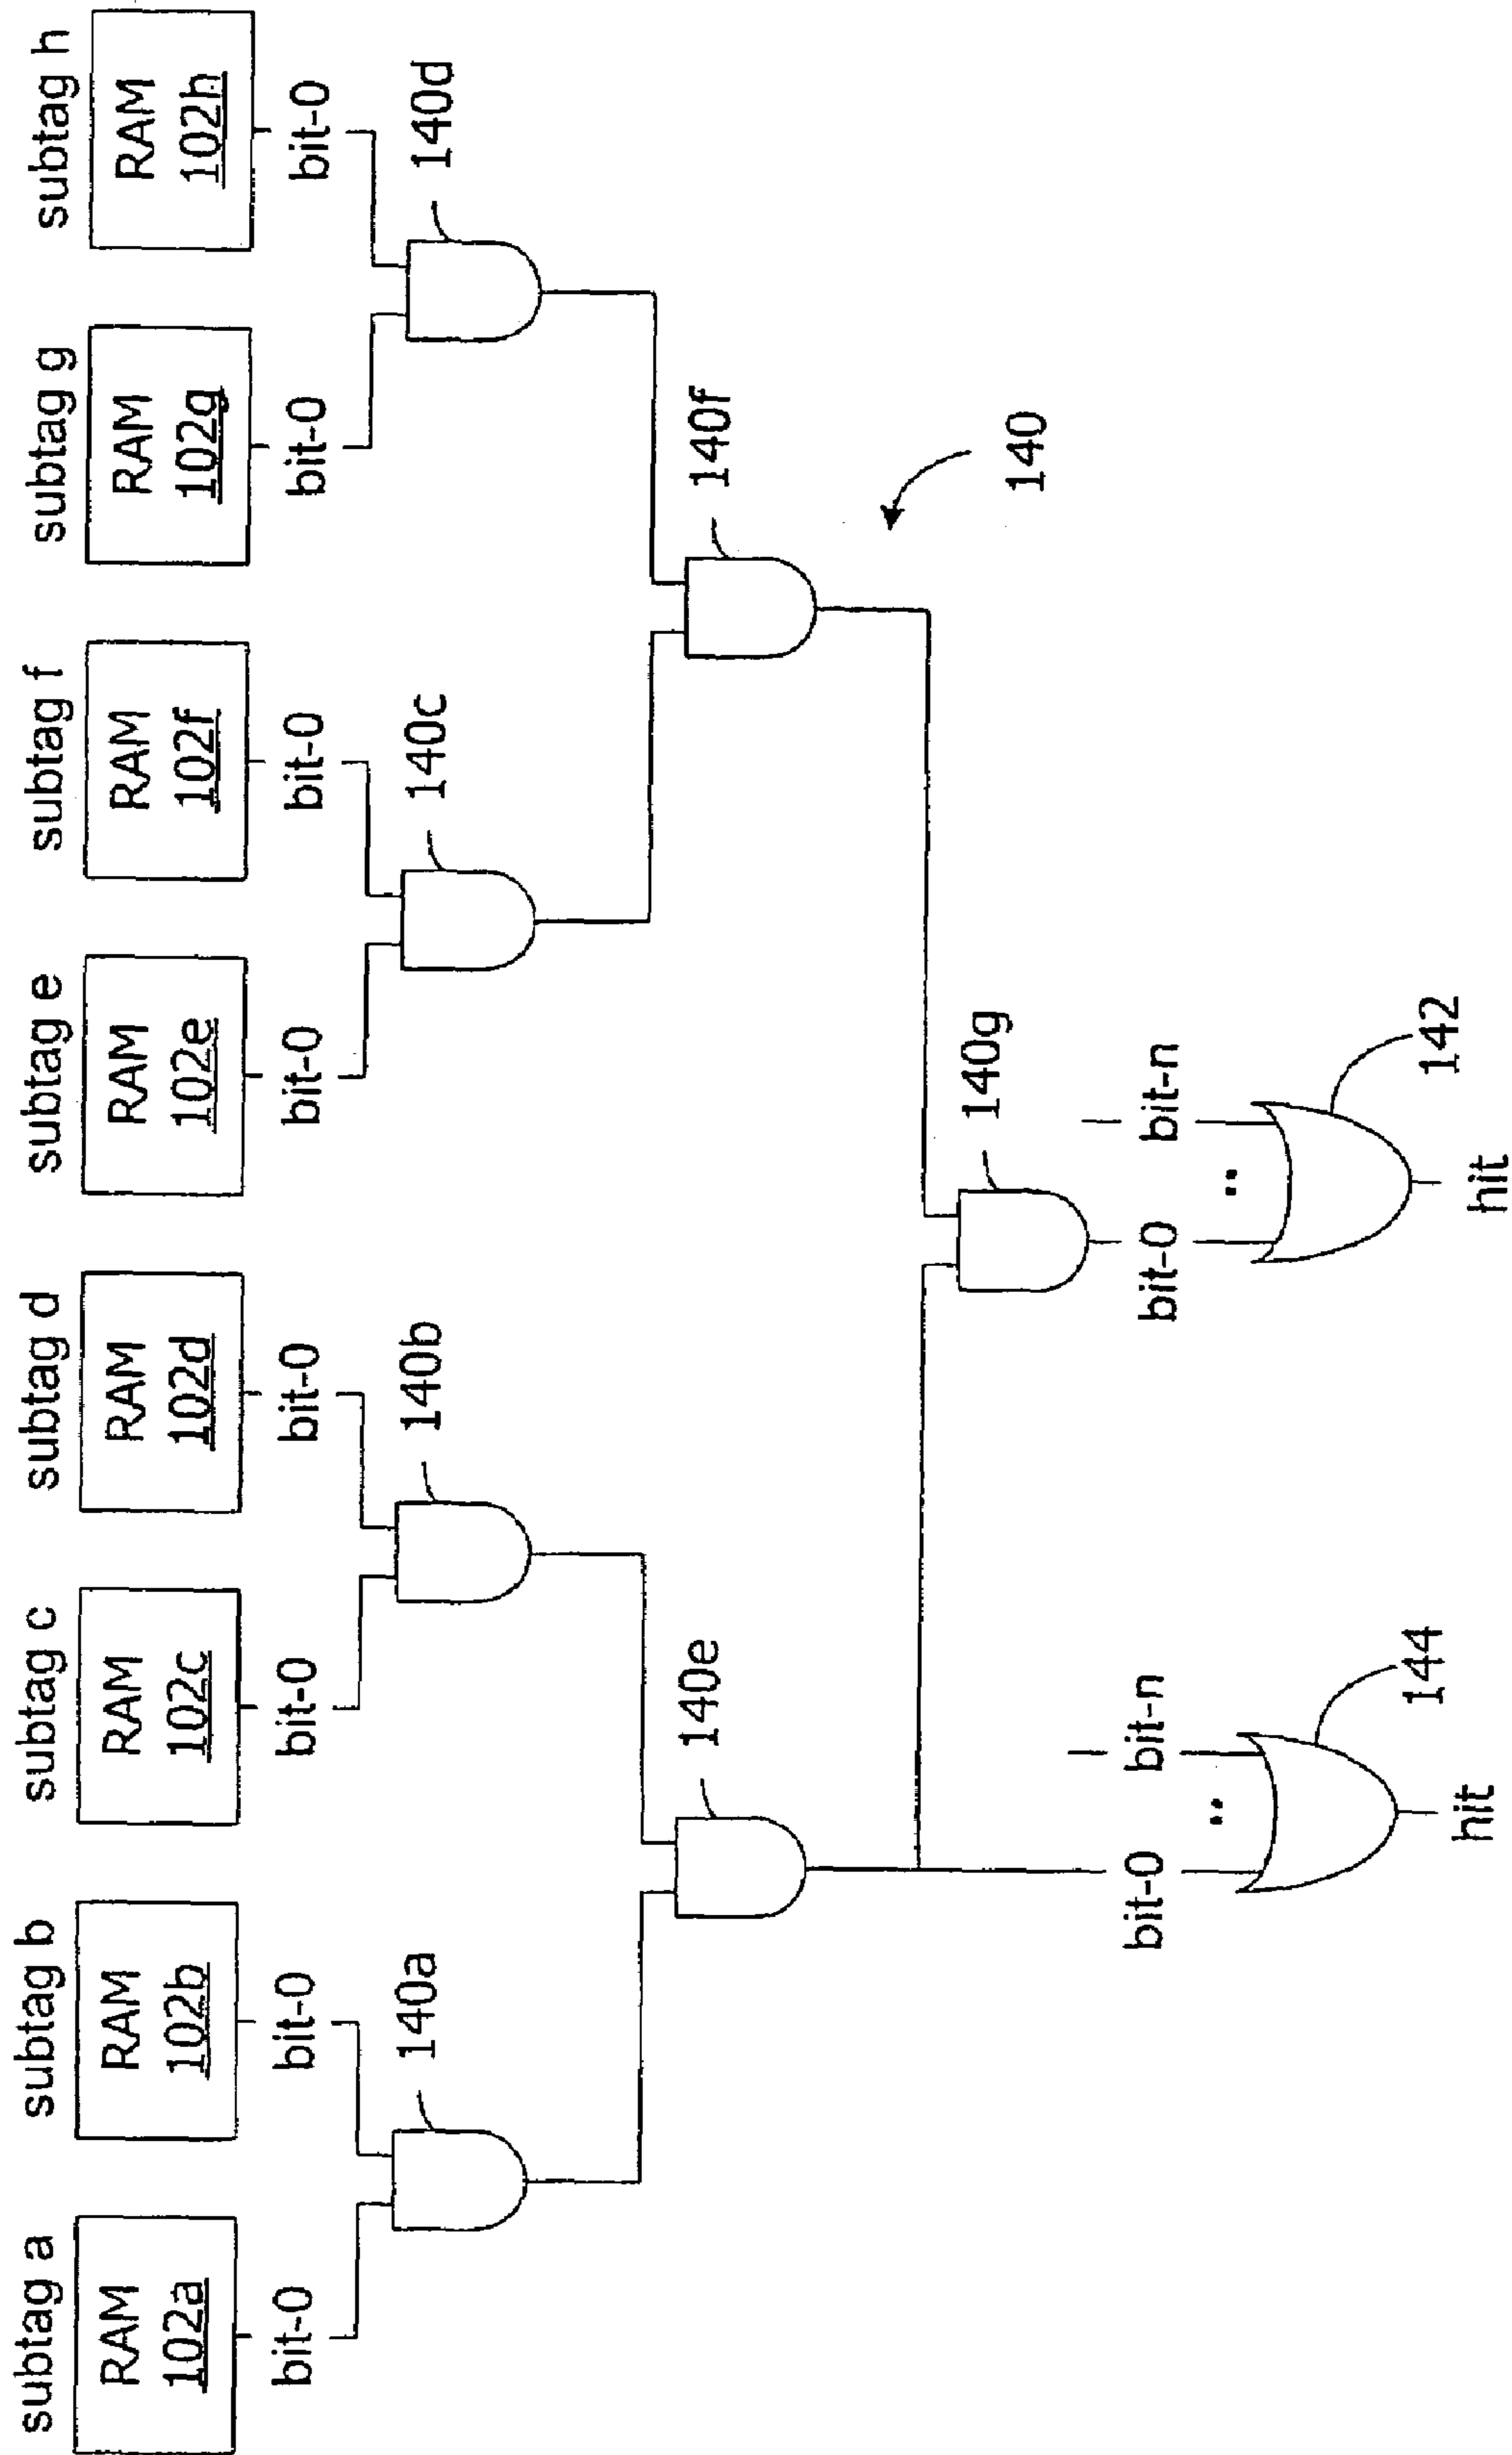 subtag a
subtag b
subtag c
subtag d
subtag e
subtag f
subtag g
subtag h
RAM
102a
RAM
102b
RAM
102c
RAM
102d
RAM
102e
RAM
102f
RAM
102g
RAM
102h
bit-0
bit-0
bit-0
bit-0
bit-0
bit-0
bit-0
bit-0
140a
140b
140c
140d
140e
140f
140
140g
bit-0
bit-n
144
hit
bit-0
bit-n
142
hit